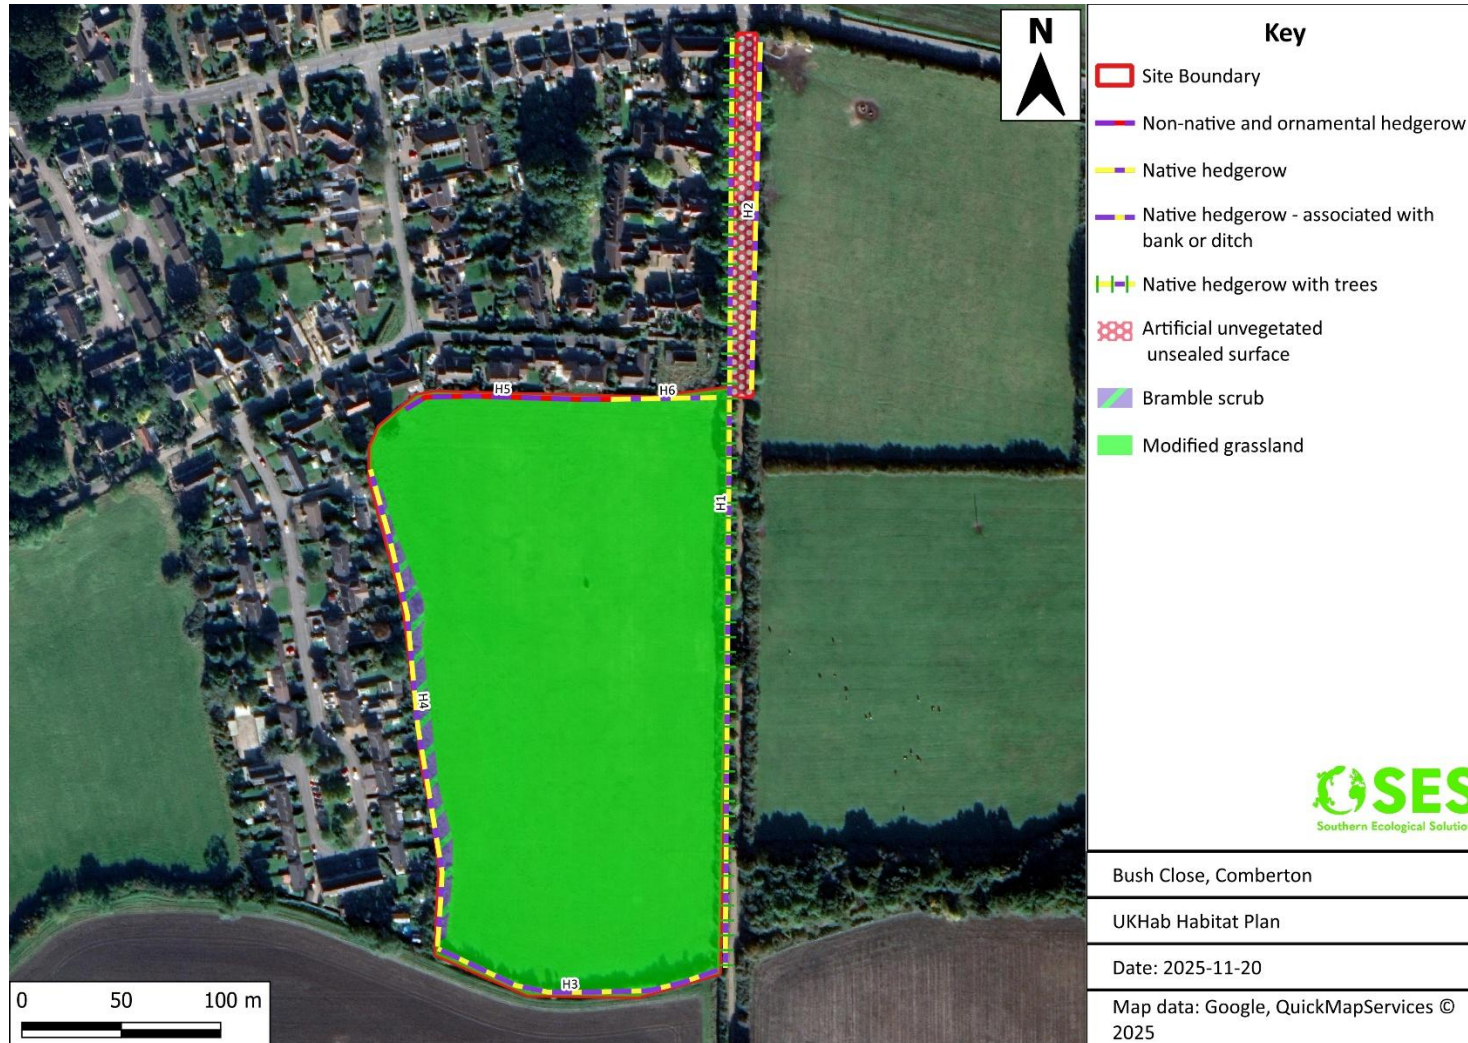 N
H2
H5
H6
H1
H4
H3
0 50 100 m
Key
Site Boundary
Non-native and ornamental hedgerow
Native hedgerow
Native hedgerow - associated with
bank or ditch
Native hedgerow with trees
Artificial unvegetated
unsealed surface
Bramble scrub
Modified grassland
SES
Southern Ecological Solutio
Bush Close, Comberton
UKHab Habitat Plan
Date: 2025-11-20
Map data: Google, QuickMapServices ©
2025